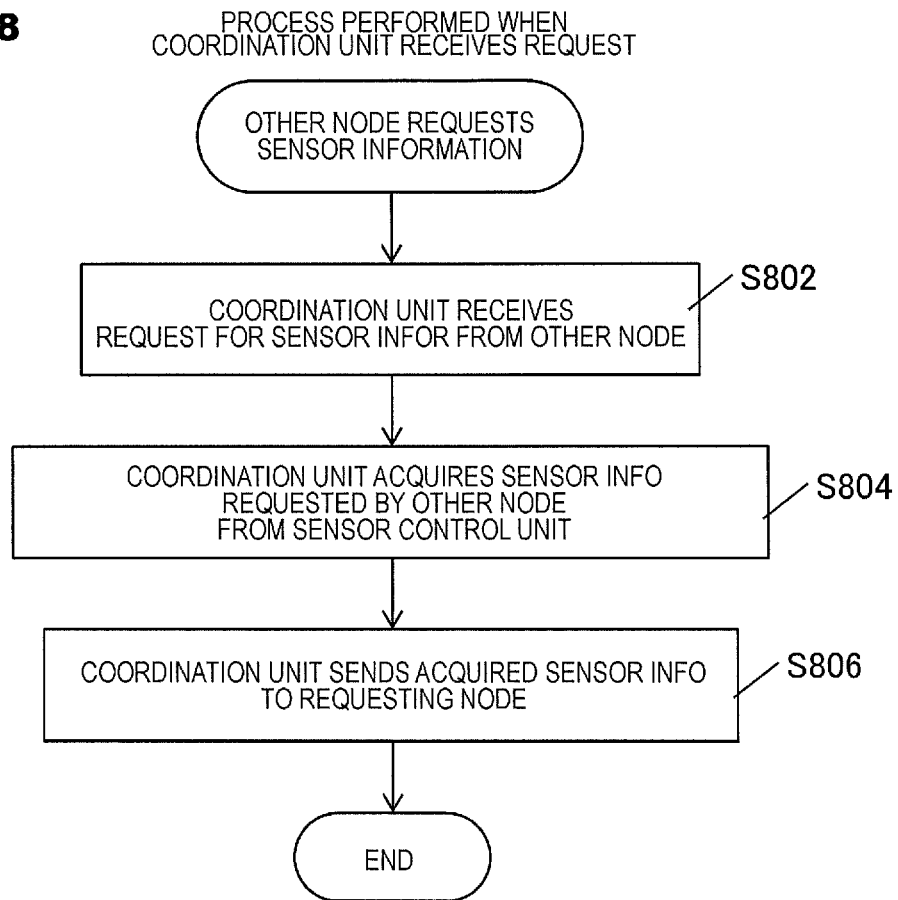 8
PROCESS PERFORMED WHEN
COORDINATION UNIT RECEIVES REQUEST
OTHER NODE REQUESTS
SENSOR INFORMATION
COORDINATION UNIT RECEIVES
REQUEST FOR SENSOR INFOR FROM OTHER NODE
S802
COORDINATION UNIT ACQUIRES SENSOR INFO
REQUESTED BY OTHER NODE
FROM SENSOR CONTROL UNIT
S804
COORDINATION UNIT SENDS ACQUIRED SENSOR INFO
TO REQUESTING NODE
S806
END